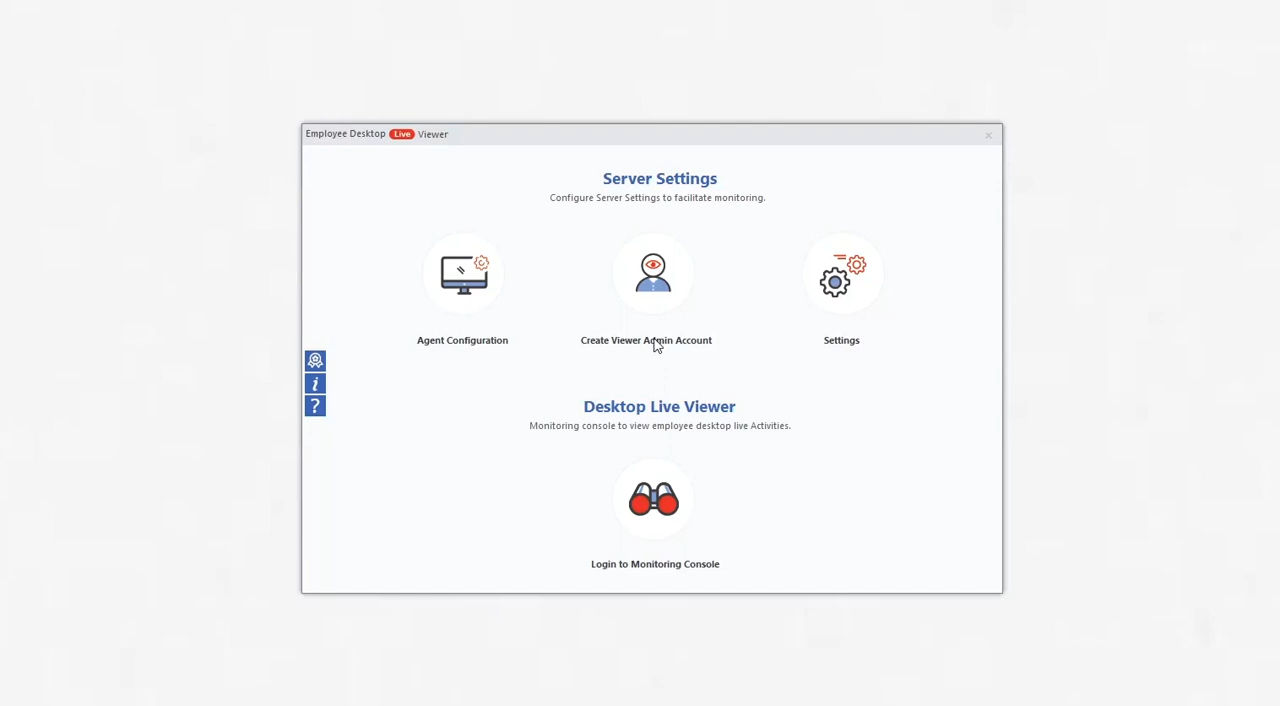 Employee Desktop Live Viewer
Server Settings
Configure Server Settings to facilitate monitoring.
Agent Configuration
Create Viewer Admin Account
Settings
i
?
Desktop Live Viewer
Monitoring console to view employee desktop live Activities.
Login to Monitoring Console